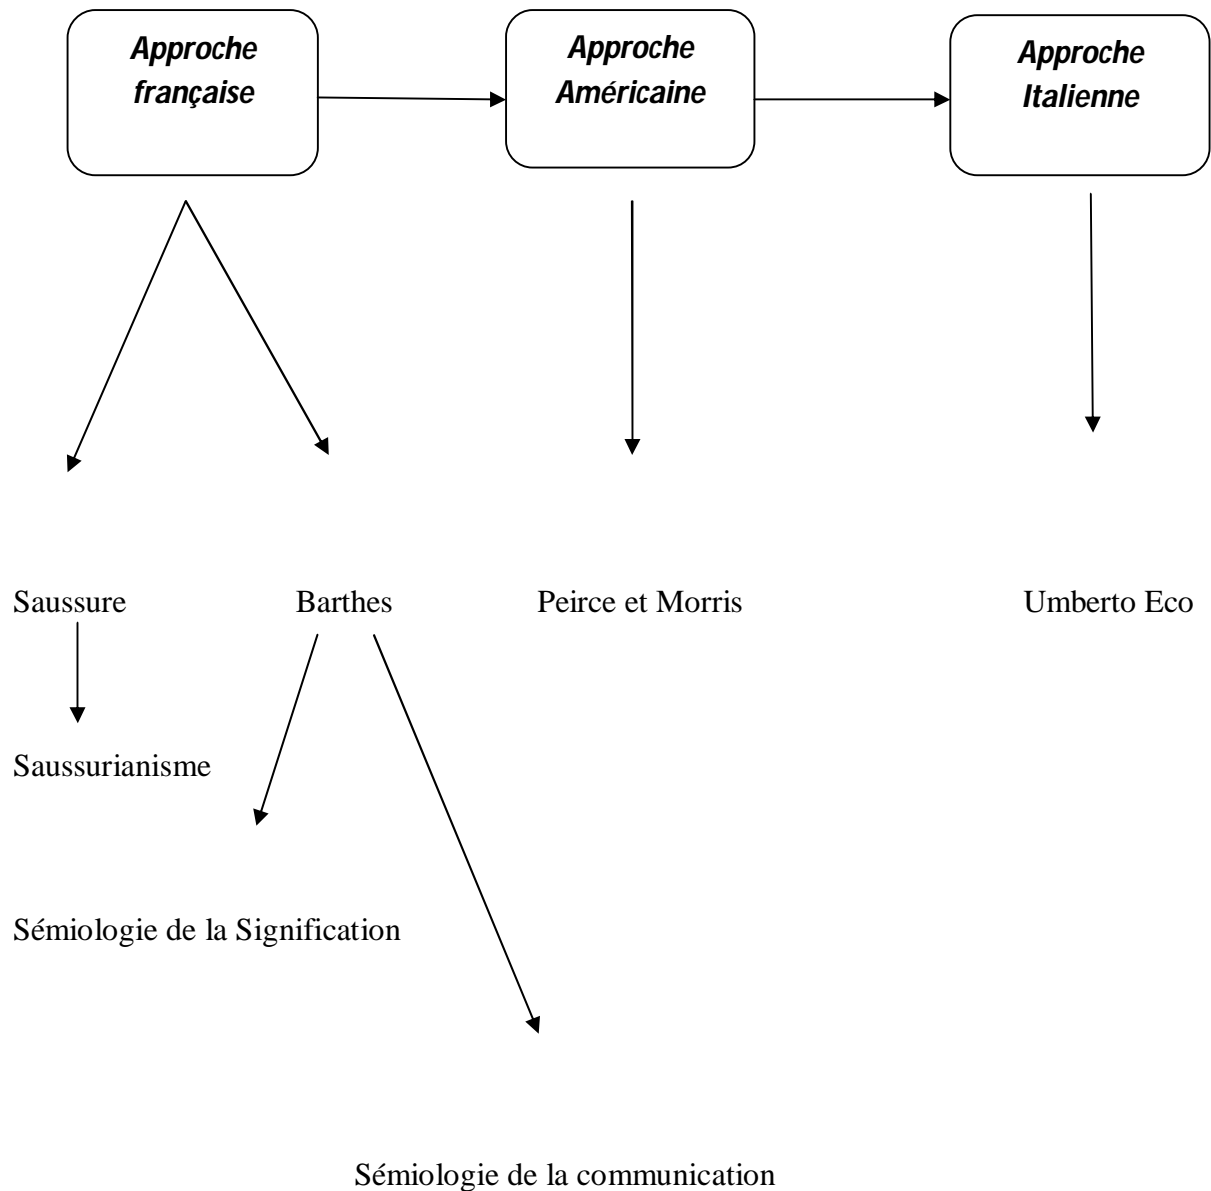 Approche
française
Approche
Américaine
Approche
Italienne
Saussure
Barthes
Peirce et Morris
Umberto Eco
Saussurianisme
Sémiologie de la Signification
Sémiologie de la communication